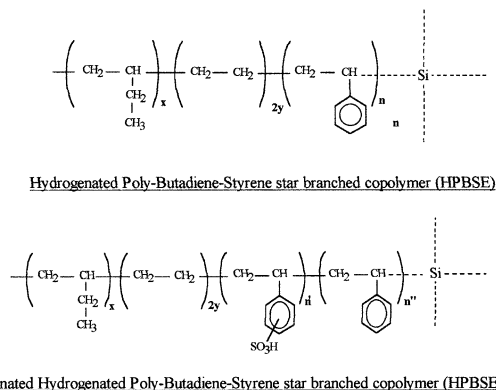 CH2 CH CH2 CH2 CH2 CH Si
CH2 x 2y n
CH3 n
Hydrogenated Poly-Butadiene-Styrene star branched copolymer (HPBSE)
CH2 CH CH2 CH2 CH2 CH CH2 CH Si
CH2 x 2y n' n"
CH3 SO3H
nated Hydrogenated Poly-Butadiene-Styrene star branched copolymer (HPBSE